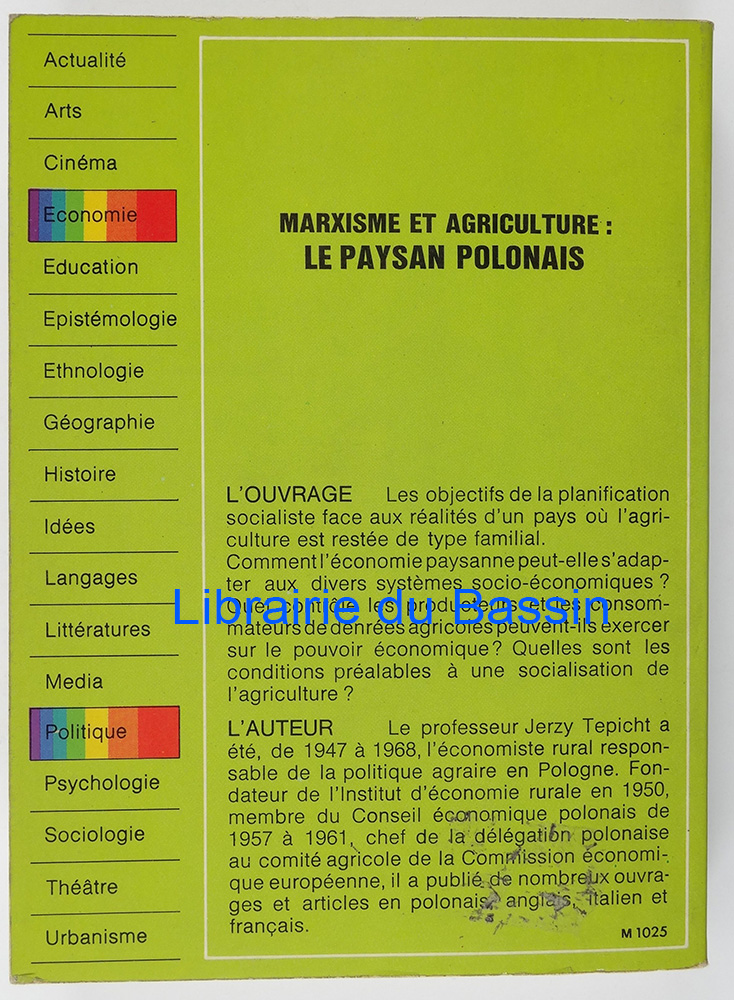 Actualité
Arts
Cinéma
Economie
Education
Epistémologie
Ethnologie
Géographie
Histoire
Idées
Langages
Littératures
Media
Politique
Psychologie
Sociologie
Théâtre
Urbanisme
MARXISME ET AGRICULTURE :
LE PAYSAN POLONAIS
L'OUVRAGE Les objectifs de la planification
socialiste face aux réalités d'un pays où l'agri-
culture est restée de type familial.
Comment l'économie paysanne peut-elle s'adap-
ter aux divers systèmes socio-économiques ?
Quel contrôle les producteurs et les consom-
mateurs de denrées agricoles peuvent-ils exercer
sur le pouvoir économique ? Quelles sont les
conditions préalables à une socialisation de
l'agriculture ?
Librairie du Bassin
L'AUTEUR Le professeur Jerzy Tepicht a
été, de 1947 à 1968, l'économiste rural respon-
sable de la politique agraire en Pologne. Fon-
dateur de l'Institut d'économie rurale en 1950,
membre du Conseil économique polonais de
1957 à 1961, chef de la délégation polonaise
au comité agricole de la Commission économi-
que européenne, il a publié de nombreux ouvra-
ges et articles en polonais, anglais, italien et
français.
M 1025